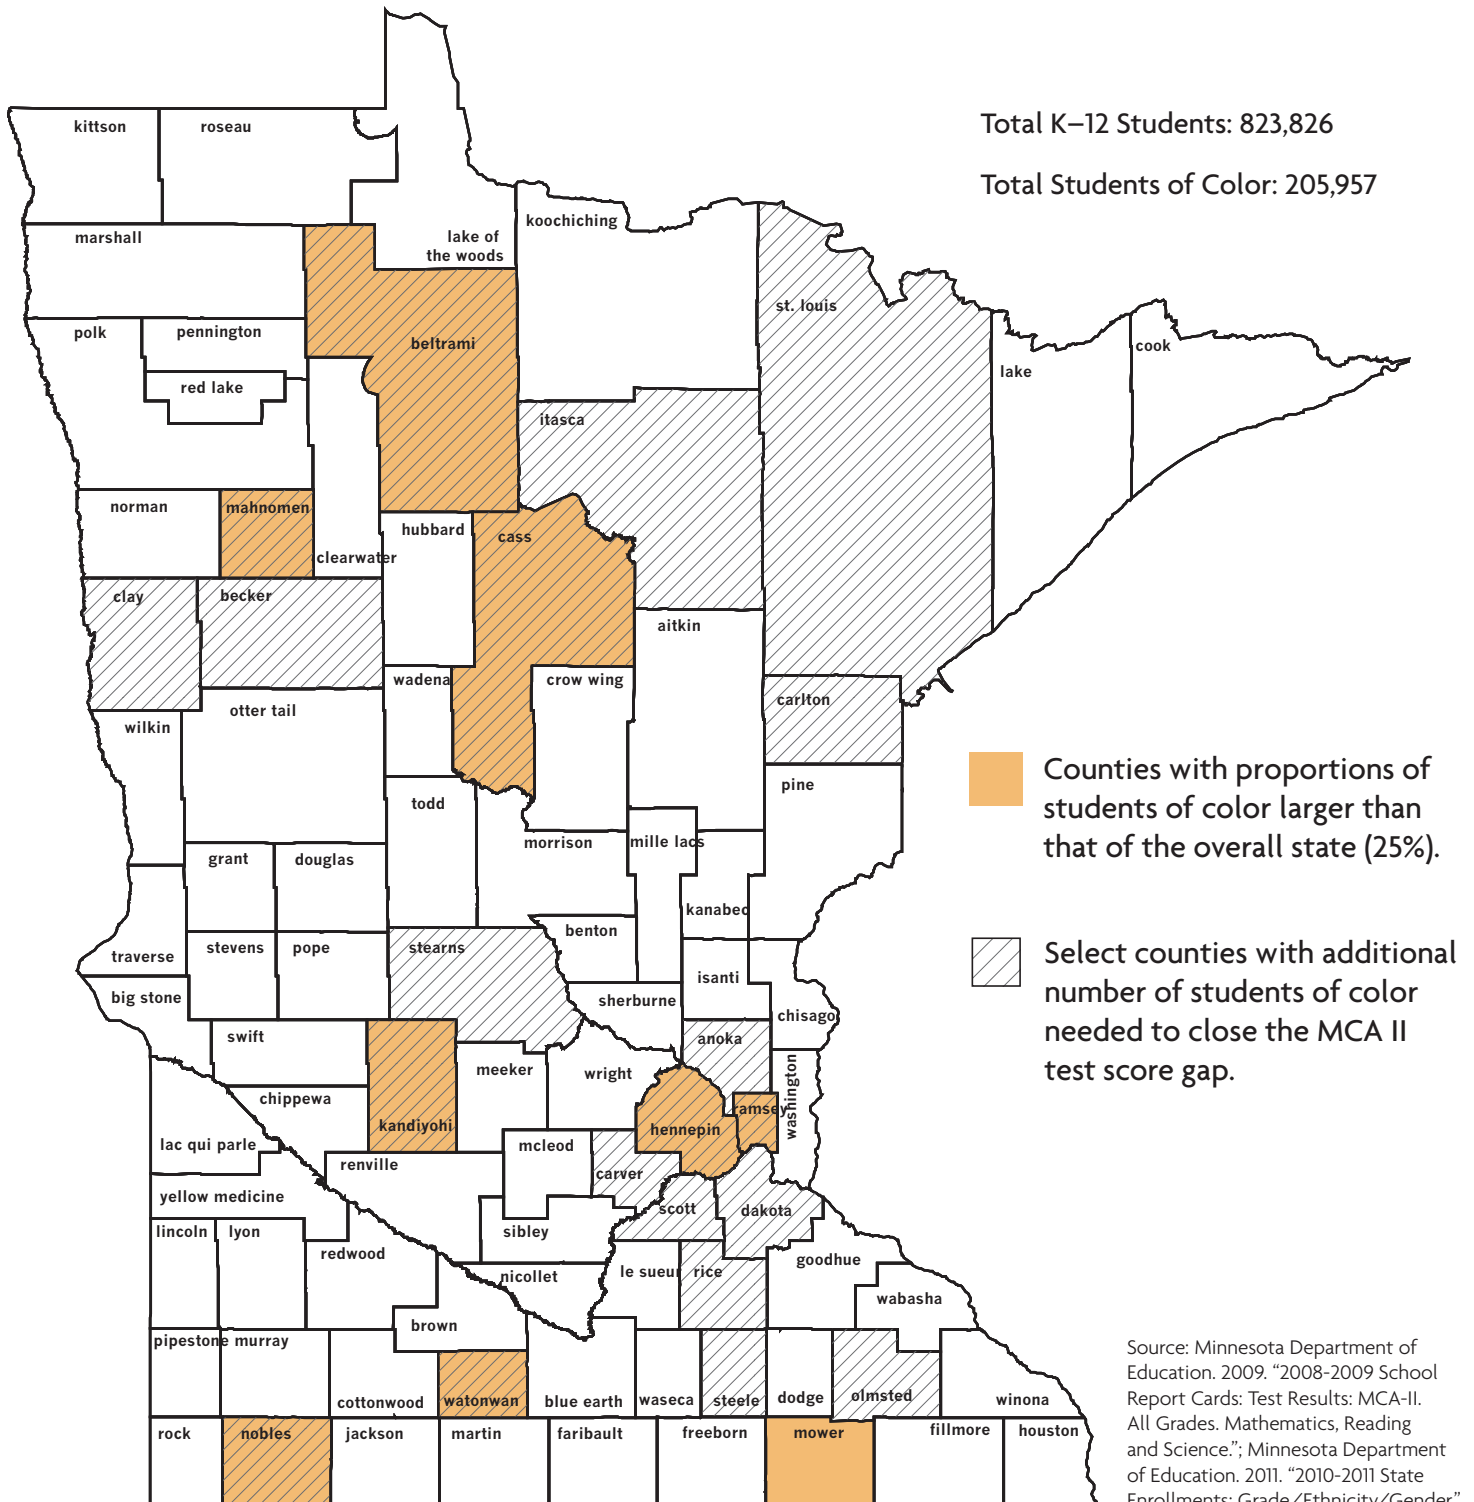 kittson
roseau
Total K–12 Students: 823,826
Total Students of Color: 205,957
marshall
lake of
the woods
koochiching
st. louis
polk
pennington
beltrami
cook
lake
red lake
itasca
norman
mahnomen
hubbard
cass
clearwater
clay
becker
aitkin
wadena
crow wing
carlton
otter tail
wilkin
Counties with proportions of
students of color larger than
that of the overall state (25%).
pine
todd
morrison
mille lacs
grant
douglas
kanabec
benton
stevens
pope
stearns
traverse
isanti
Select counties with additional
number of students of color
needed to close the MCA II
test score gap.
big stone
sherburne
chisago
swift
anoka
meeker
wright
washington
chippewa
ramsey
kandiyohi
hennepin
lac qui parle
mcleod
renville
carver
yellow medicine
scott
dakota
lincoln
lyon
sibley
redwood
goodhue
nicollet
le sueur
rice
wabasha
brown
pipestone
murray
cottonwood
watonwan
blue earth
waseca
steele
dodge
olmsted
winona
rock
nobles
jackson
martin
faribault
freeborn
mower
fillmore
houston
Source: Minnesota Department of
Education. 2009. “2008-2009 School
Report Cards: Test Results: MCA-II.
All Grades. Mathematics, Reading
and Science.”; Minnesota Department
of Education. 2011. “2010-2011 State
Enrollments: Grade/Ethnicity/Gender”